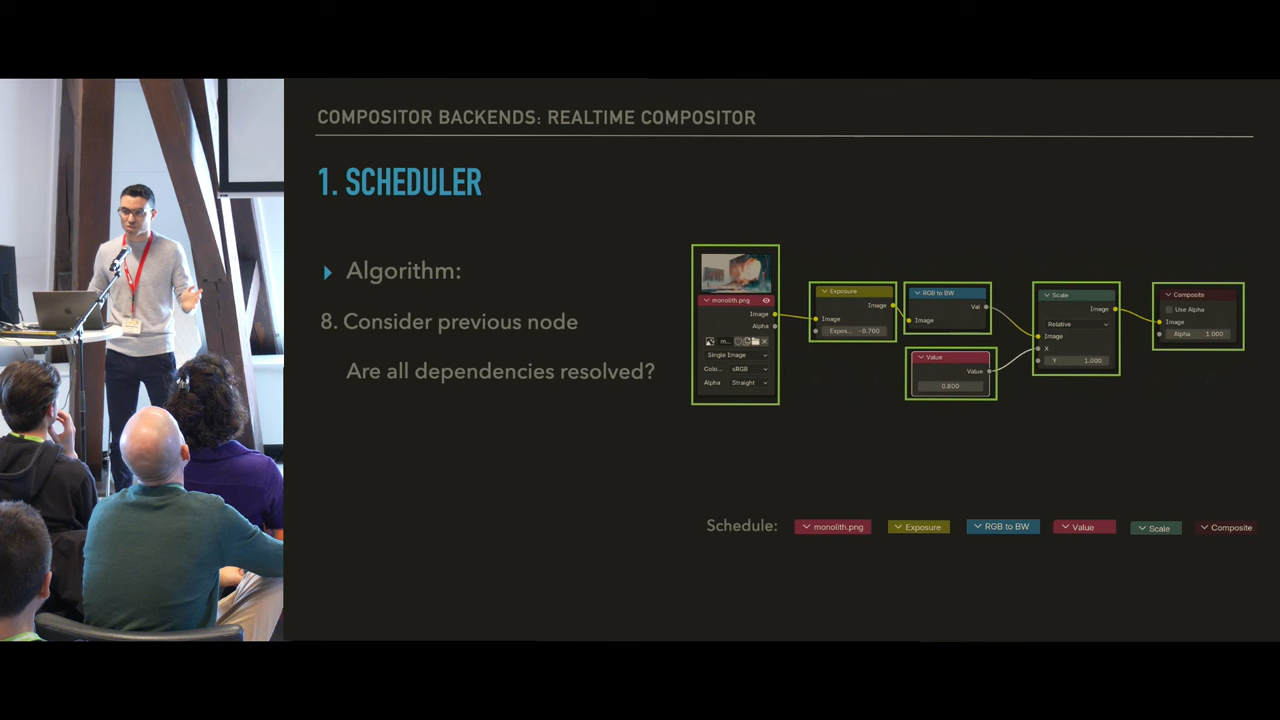 COMPOSITOR BACKENDS: REALTIME COMPOSITOR
1. SCHEDULER
Algorithm:
8. Consider previous node
Are all dependencies resolved?
monolith.png
Image
Alpha
m...
Single Image
Colo... sRGB
Alpha Straight
Exposure
Image
Image
Expos... -0.700
RGB to BW
Val
Image
Value
Value
0.800
Scale
Image
Relative
Image
X
Y 1.000
Composite
Use Alpha
Image
Alpha 1.000
Schedule: monolith.png Exposure RGB to BW Value Scale Composite